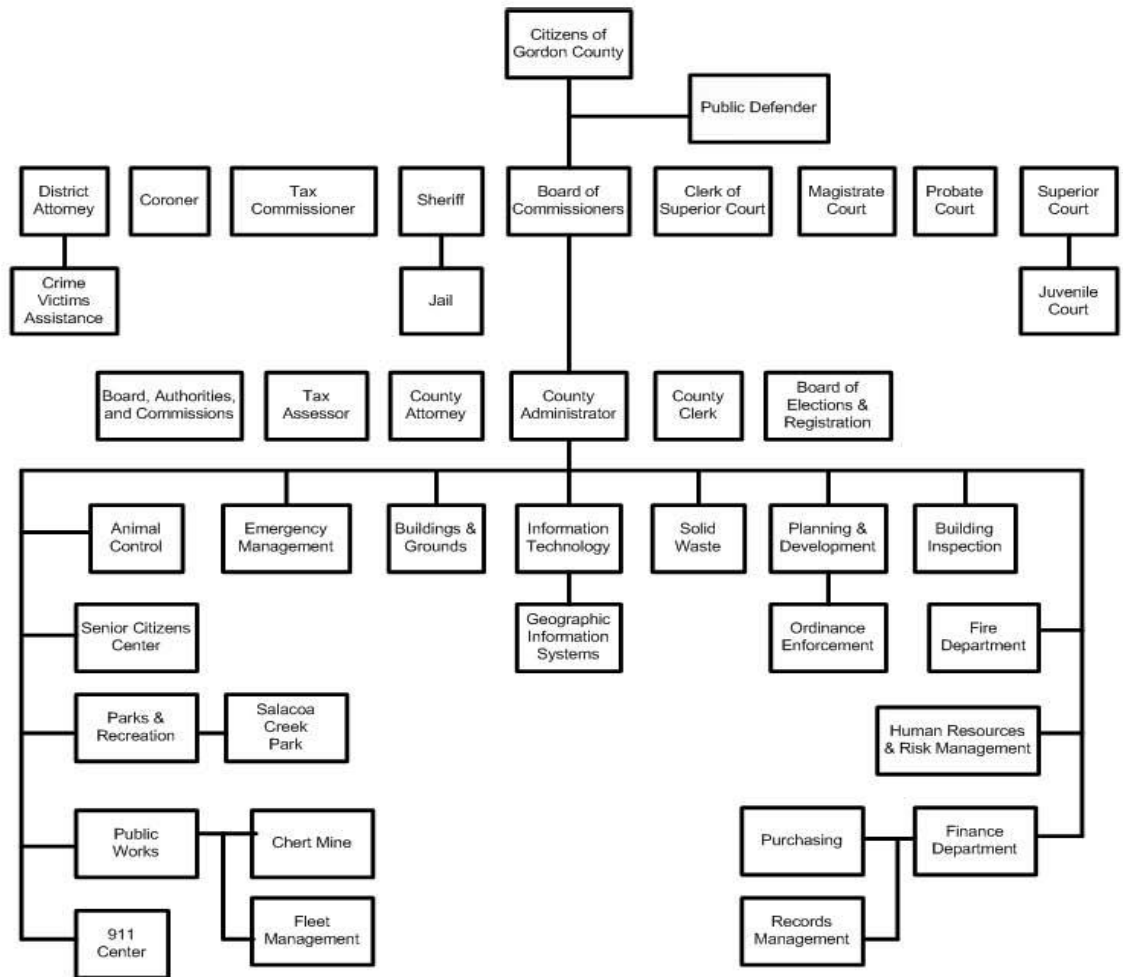 Citizens of
Gordon County
Public Defender
District
Attorney
Coroner
Tax
Commissioner
Sheriff
Board of
Commissioners
Clerk of
Superior Court
Magistrate
Court
Probate
Court
Superior
Court
Crime
Victims
Assistance
Jail
Juvenile
Court
Board, Authorities,
and Commissions
Tax
Assessor
County
Attorney
County
Administrator
County
Clerk
Board of
Elections &
Registration
Animal
Control
Emergency
Management
Buildings &
Grounds
Information
Technology
Solid
Waste
Planning &
Development
Building
Inspection
Senior Citizens
Center
Geographic
Information
Systems
Ordinance
Enforcement
Fire
Department
Parks &
Recreation
Salacoa
Creek
Park
Human Resources
& Risk Management
Public
Works
Chert Mine
Purchasing
Finance
Department
911
Center
Fleet
Management
Records
Management